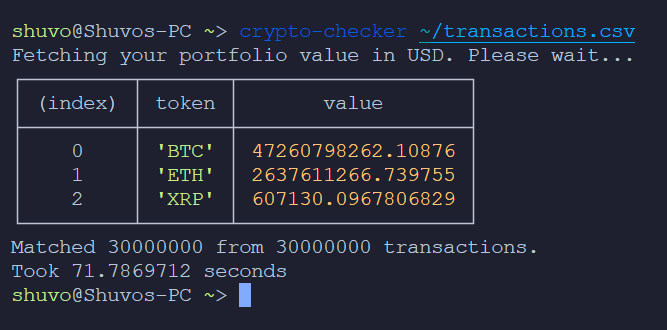 shuvo@Shuvos-PC ~> crypto-checker ~/transactions.csv
Fetching your portfolio value in USD. Please wait...
(index) token value
0 'BTC' 47260798262.10876
1 'ETH' 2637611266.739755
2 'XRP' 607130.0967806829
Matched 30000000 from 30000000 transactions.
Took 71.7869712 seconds
shuvo@Shuvos-PC ~>